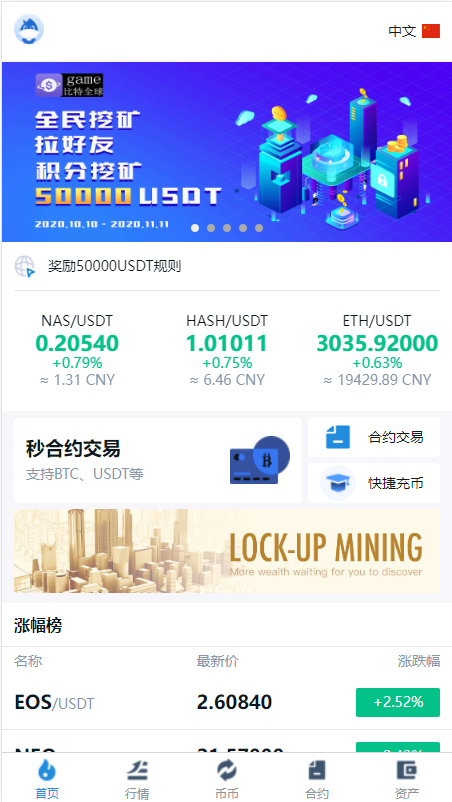 中文
game
比特全球
全民挖矿
拉好友
积分挖矿
50000 USDT
2020.10.10 - 2020.11.11
奖励50000USDT规则
NAS/USDT HASH/USDT ETH/USDT
0.20540 1.01011 3035.92000
+0.79% +0.75% +0.63%
≈ 1.31 CNY ≈ 6.46 CNY ≈ 19429.89 CNY
秒合约交易
支持BTC、USDT等
合约交易
快捷充币
LOCK-UP MINING
More wealth waiting for you to discover
涨幅榜
名称 最新价 涨跌幅
EOS/USDT 2.60840 +2.52%
首页 行情 币币 合约 资产